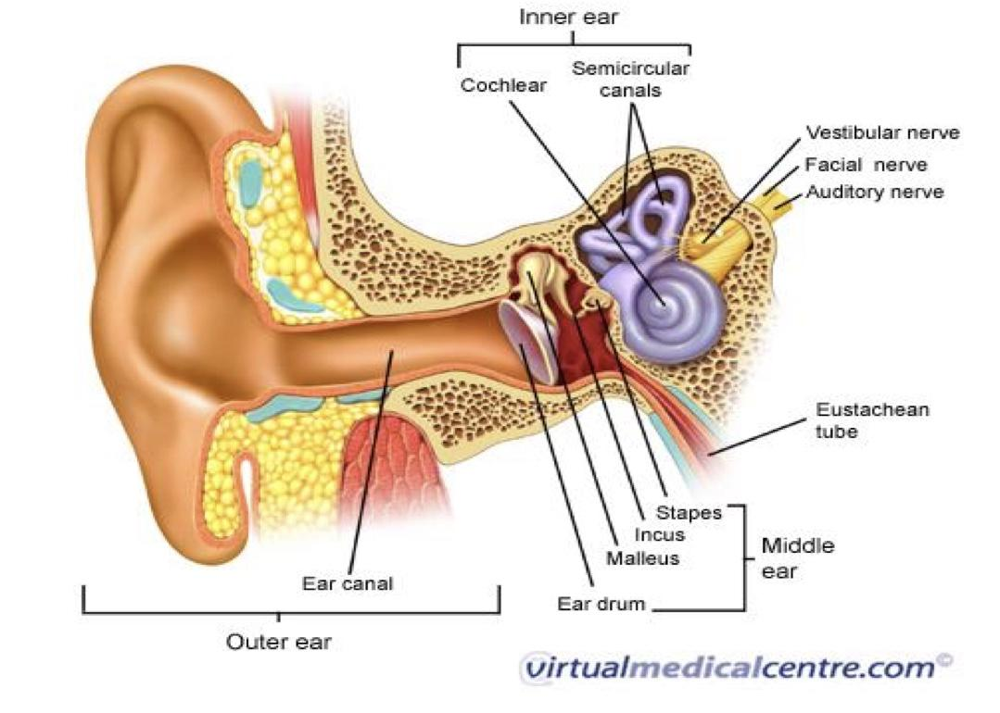 Inner ear
Cochlear
Semicircular
canals
Vestibular nerve
Facial nerve
Auditory nerve
Eustachean
tube
Stapes
Incus
Malleus
Ear drum
Middle
ear
Ear canal
Outer ear
virtualmedicalcentre.com©